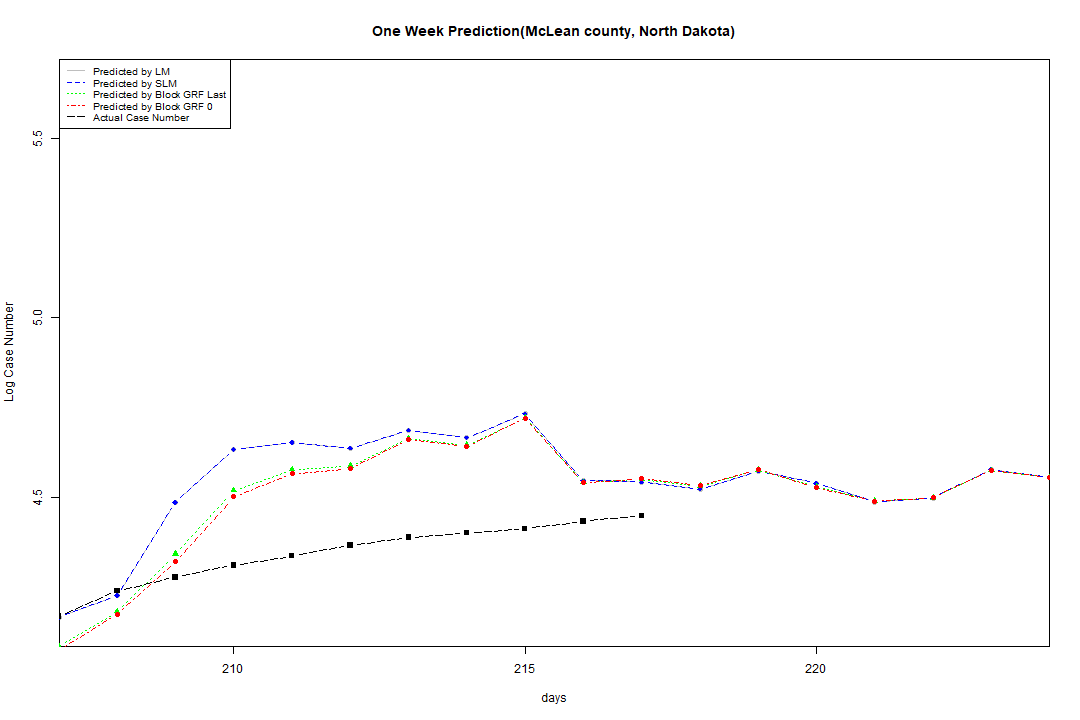 One Week Prediction(McLean county, North Dakota)
Predicted by LM
Predicted by SLM
Predicted by Block GRF Last
Predicted by Block GRF 0
Actual Case Number
5.5
5.0
4.5
Log Case Number
210
215
220
days